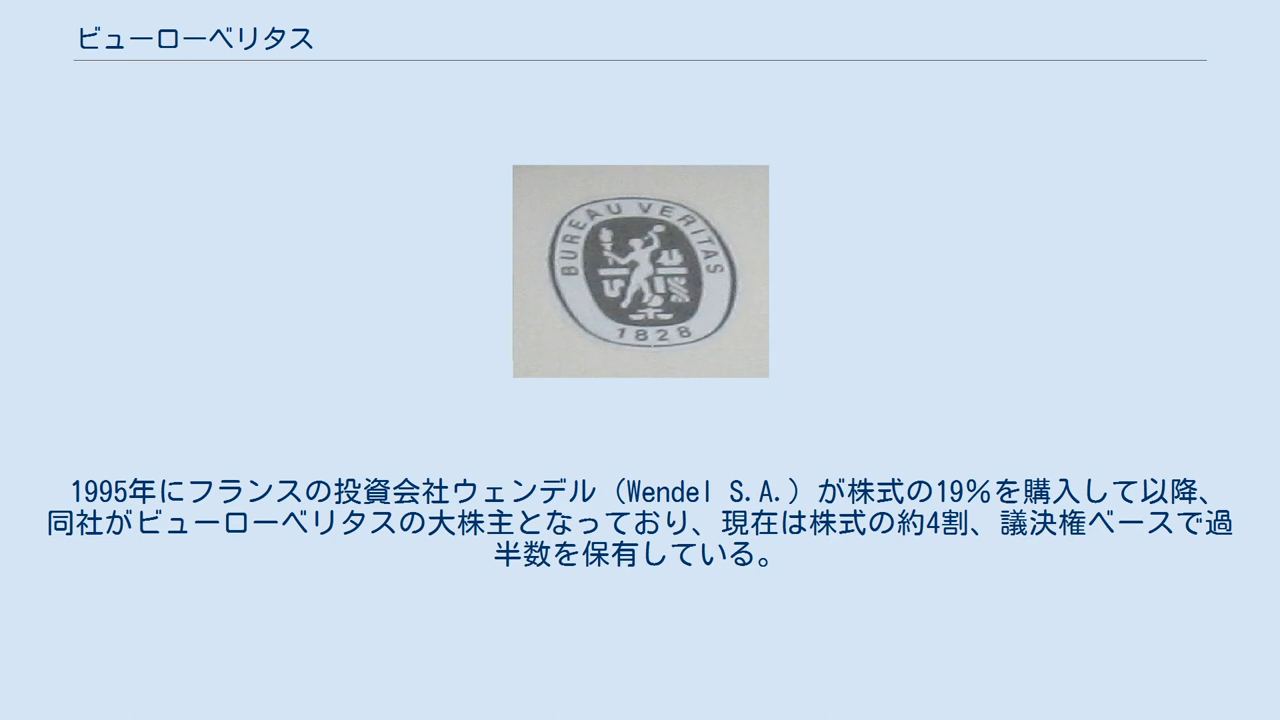 ビューローベリタス
BUREAU VERITAS
1828
1995年にフランスの投資会社ウェンデル（Wendel S.A.）が株式の19％を購入して以降、
同社がビューローベリタスの大株主となっており、現在は株式の約4割、議決権ベースで過
半数を保有している。